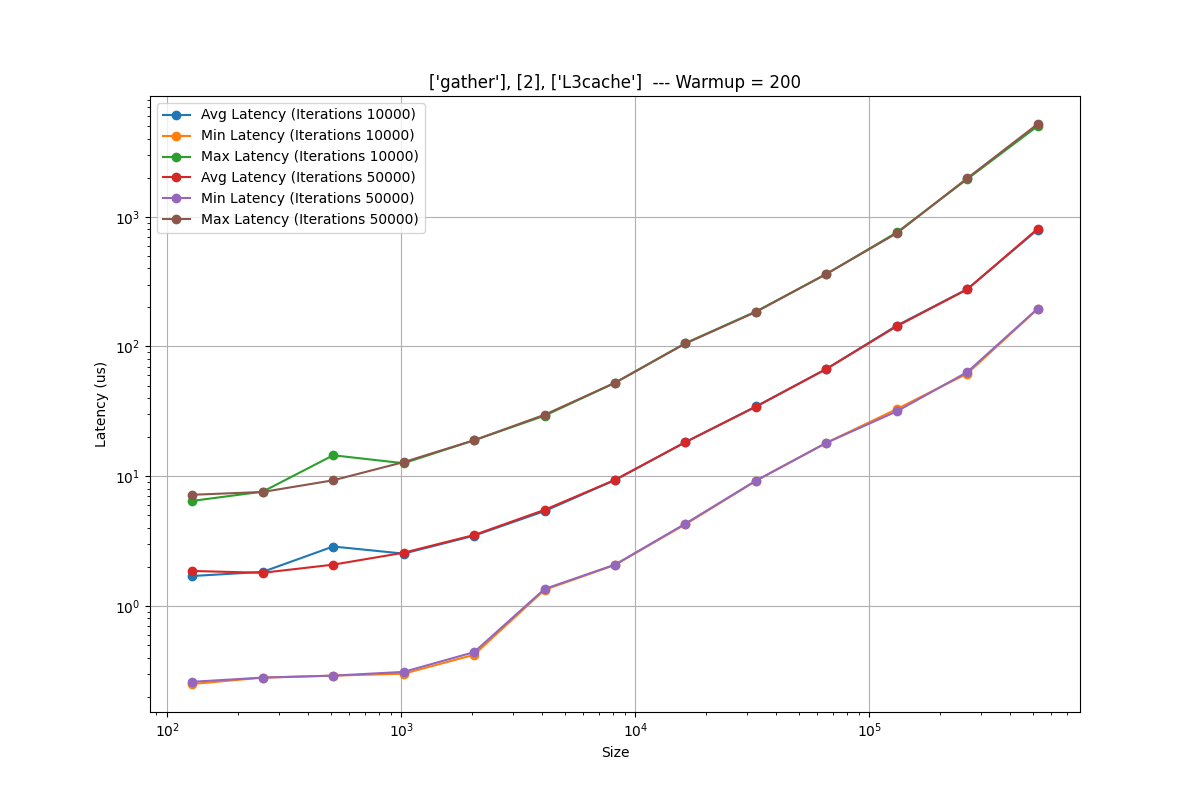 ['gather'], [2], ['L3cache']  --- Warmup = 200
Avg Latency (Iterations 10000)
Min Latency (Iterations 10000)
Max Latency (Iterations 10000)
Avg Latency (Iterations 50000)
Min Latency (Iterations 50000)
Max Latency (Iterations 50000)
Latency (us)
10³
10²
10¹
10⁰
10² 10³ 10⁴ 10⁵
Size